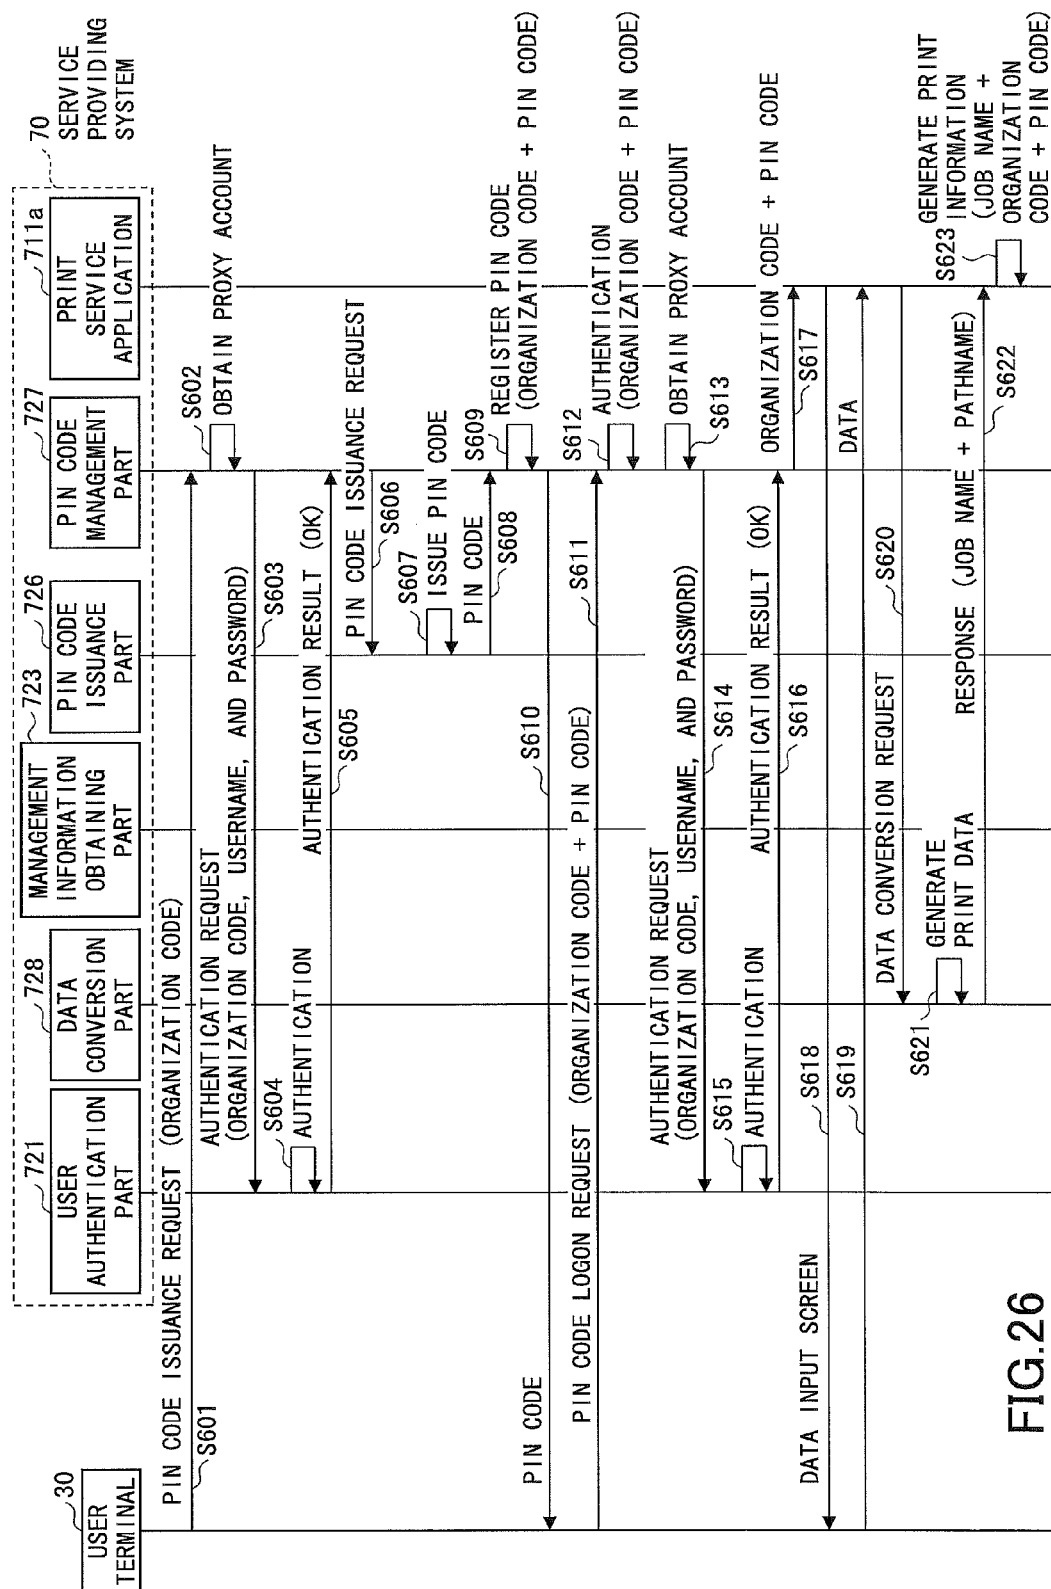 70
SERVICE
PROVIDING
SYSTEM
30
USER
TERMINAL
721
USER
AUTHENTICATION
PART
728
DATA
CONVERSION
PART
723
MANAGEMENT
INFORMATION
OBTAINING
PART
726
PIN CODE
ISSUANCE
PART
727
PIN CODE
MANAGEMENT
PART
711a
PRINT
SERVICE
APPLICATION
PIN CODE ISSUANCE REQUEST (ORGANIZATION CODE)
S601
S602
OBTAIN PROXY ACCOUNT
AUTHENTICATION REQUEST
(ORGANIZATION CODE, USERNAME, AND PASSWORD)
S603
S604
AUTHENTICATION
AUTHENTICATION RESULT (OK)
S605
PIN CODE ISSUANCE REQUEST
S606
S607
ISSUE PIN CODE
PIN CODE
S608
S609
REGISTER PIN CODE
(ORGANIZATION CODE + PIN CODE)
PIN CODE
S610
PIN CODE LOGON REQUEST (ORGANIZATION CODE + PIN CODE)
S611
S612
AUTHENTICATION
(ORGANIZATION CODE + PIN CODE)
OBTAIN PROXY ACCOUNT
S613
AUTHENTICATION REQUEST
(ORGANIZATION CODE, USERNAME, AND PASSWORD)
S614
S615
AUTHENTICATION
AUTHENTICATION RESULT (OK)
S616
ORGANIZATION CODE + PIN CODE
S617
DATA INPUT SCREEN
S618
DATA
S619
DATA CONVERSION REQUEST
S620
S621
GENERATE
PRINT DATA
RESPONSE (JOB NAME + PATHNAME)
S622
S623
GENERATE PRINT
INFORMATION
(JOB NAME +
ORGANIZATION
CODE + PIN CODE)
FIG.26